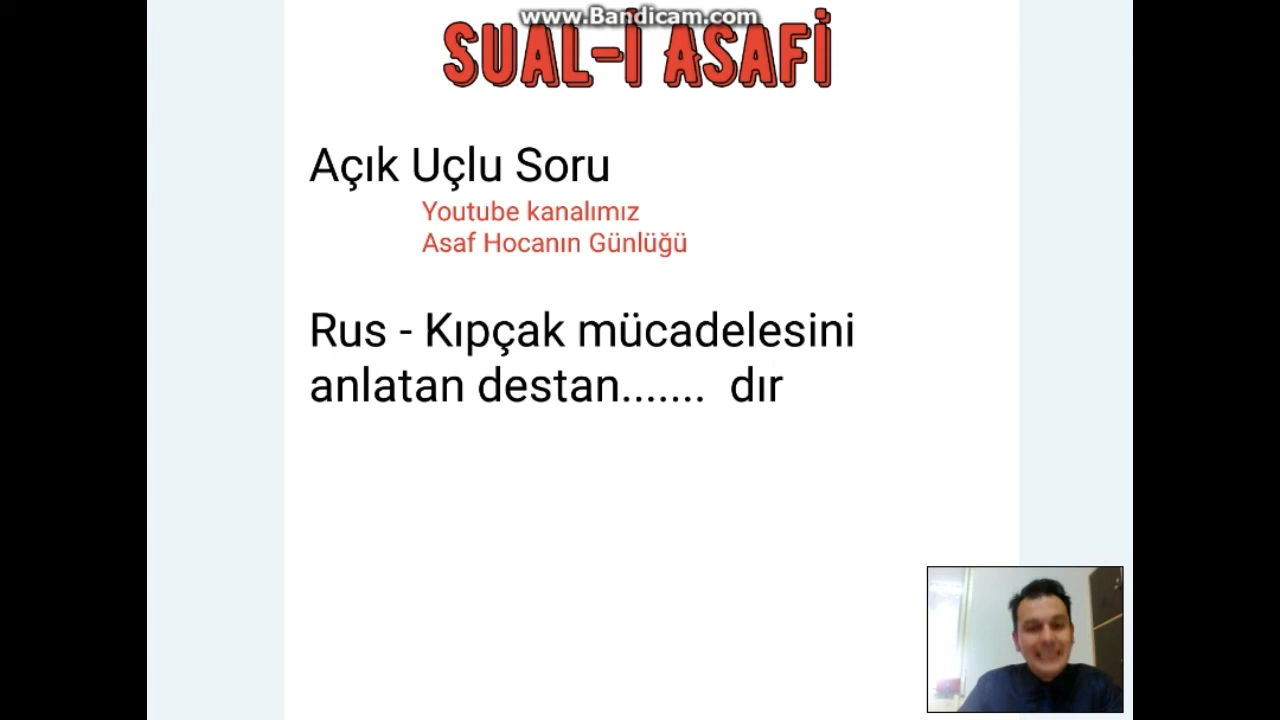 www.Bandicam.com
SUAL-İ ASAFİ
Açık Uçlu Soru
Youtube kanalımız
Asaf Hocanın Günlüğü
Rus - Kıpçak mücadelesini
anlatan destan....... dır